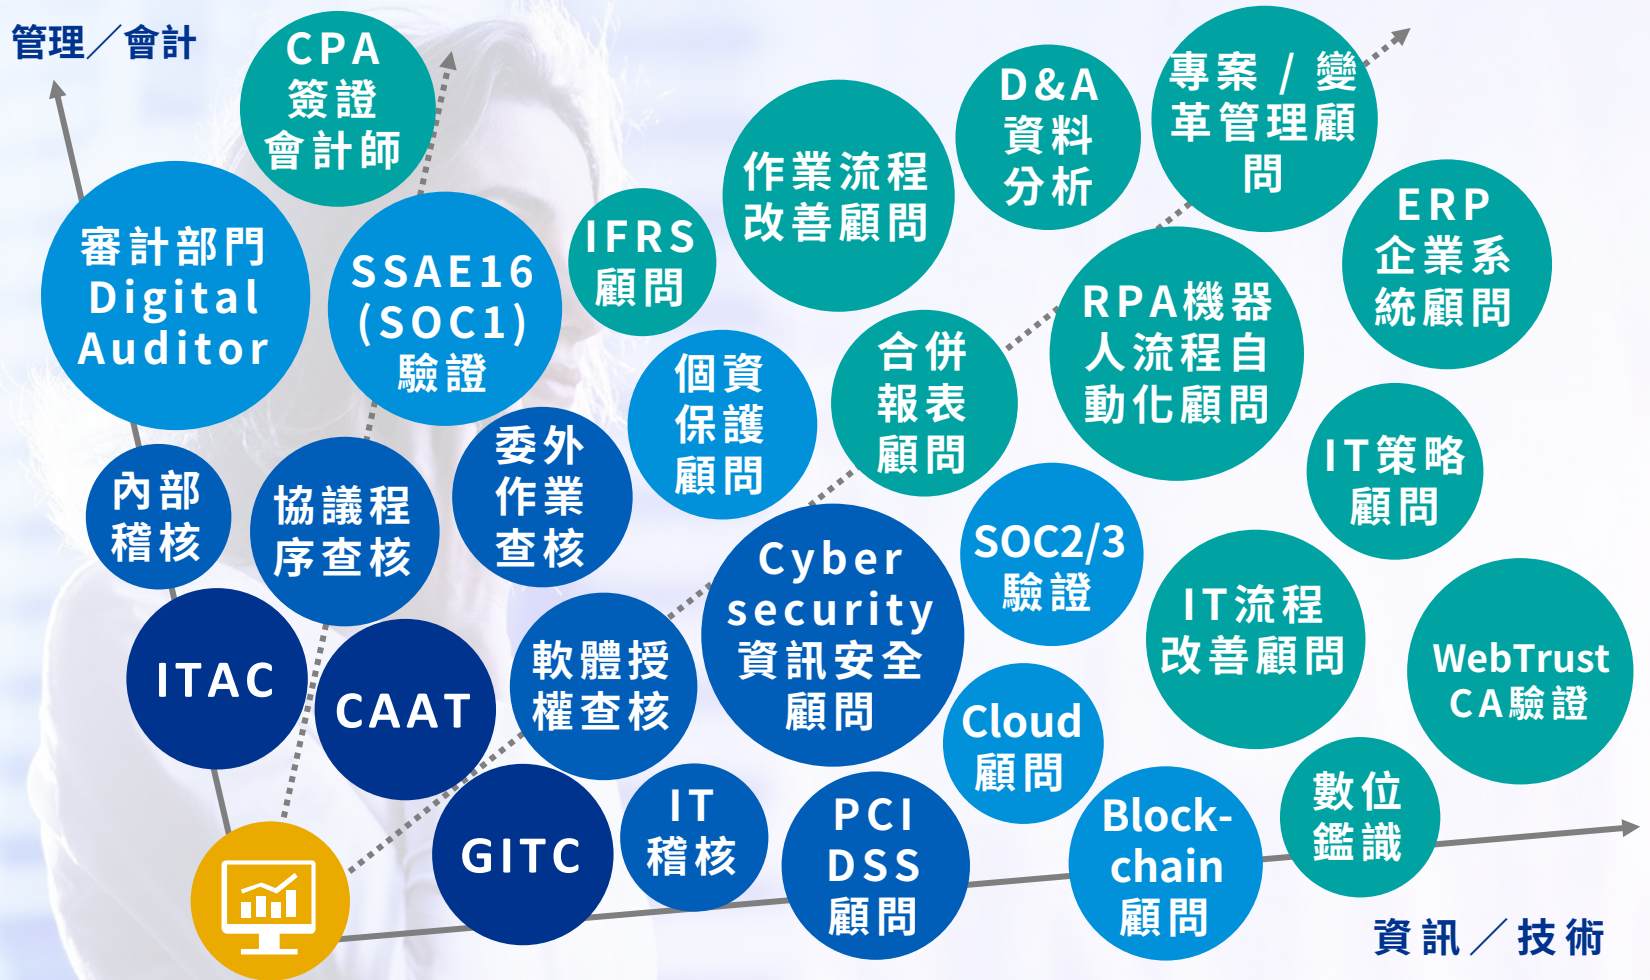 管理／會計
CPA
簽證
會計師
審計部門
Digital
Auditor
SSAE16
(SOC1)
驗證
IFRS
顧問
作業流程
改善顧問
D&A
資料
分析
專案 / 變
革管理顧
問
ERP
企業系
統顧問
RPA機器
人流程自
動化顧問
合併
報表
顧問
個資
保護
顧問
委外
作業
查核
協議程
序查核
內部
稽核
ITAC
CAAT
軟體授
權查核
Cyber
security
資訊安全
顧問
SOC2/3
驗證
IT策略
顧問
IT流程
改善顧問
WebTrust
CA驗證
Cloud
顧問
GITC
IT
稽核
PCI
DSS
顧問
Block-
chain
顧問
數位
鑑識
資訊／技術